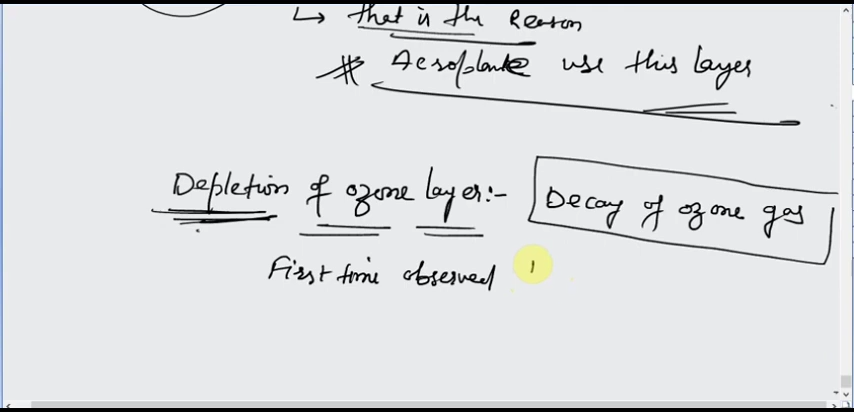 ↳ that is the Reason
* Aeroplane use this layer
Depletion of ozone layer:- Decay of ozone gas
First time observed